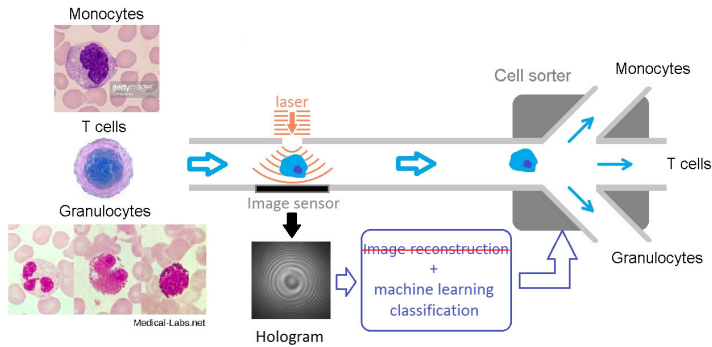 Monocytes
gettyimages
T cells
Granulocytes
Medical-Labs.net
laser
Image sensor
Hologram
Image reconstruction
+
machine learning
classification
Cell sorter
Monocytes
T cells
Granulocytes